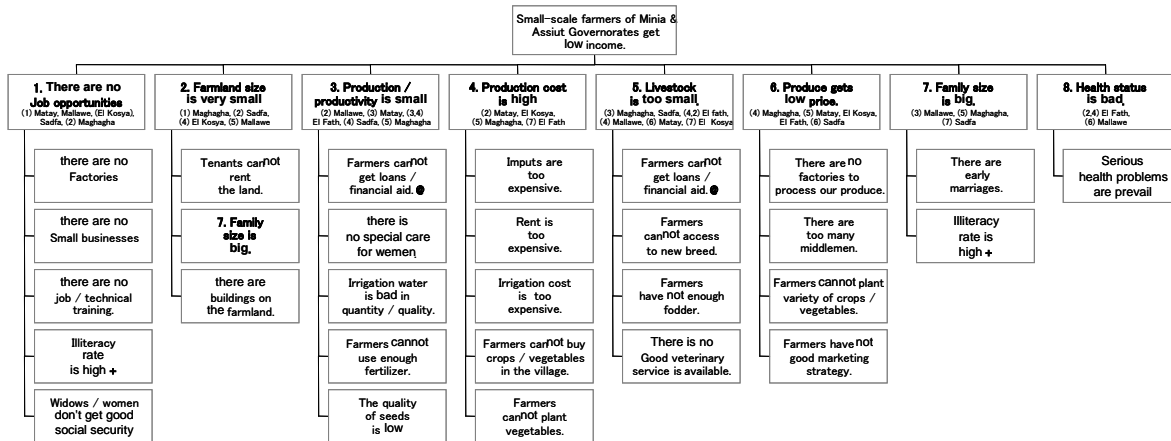 Small-scale farmers of Minia &
Assiut Governorates get
low income.
1. There are no
Job opportunities
(1) Matay, Mallawe, (El Kosya),
Sadfa, (2) Maghagha
there are no
Factories
there are no
Small businesses
there are no
job / technical
training.
Illiteracy
rate
is high +
Widows / women
don't get good
social security
2. Farmland size
is very small
(1) Maghagha, (2) Sadfa,
(4) El Kosya, (5) Mallawe
Tenants cannot
rent
the land.
7. Family
size is
big.
there are
buildings on
the farmland.
3. Production /
productivity is small
(2) Mallawe, (3) Matay, (3,4)
El Fath, (4) Sadfa, (5) Maghagha
Farmers cannot
get loans /
financial aid.●
there is
no special care
for women.
Irrigation water
is bad in
quantity / quality.
Farmers cannot
use enough
fertilizer.
The quality
of seeds
is low
4. Production cost
is high
(2) Matay, El Kosya,
(5) Maghagha, (7) El Fath
Imputs are
too
expensive.
Rent is
too
expensive.
Irrigation cost
is too
expensive.
Farmers cannot buy
crops / vegetables
in the village.
Farmers
cannot plant
vegetables.
5. Livestock
is too small.
(3) Maghagha, Sadfa, (4,2) El fath,
(4) Mallawe, (6) Matay, (7) El Kosya
Farmers cannot
get loans /
financial aid.●
Farmers
cannot access
to new breed.
Farmers
have not enough
fodder.
There is no
Good veterinary
service is available.
6. Produce gets
low price.
(4) Maghagha, (5) Matay, El Kosya,
El Fath, (6) Sadfa
There are no
factories to
process our produce.
There are
too many
middlemen.
Farmers cannot plant
variety of crops /
vegetables.
Farmers have not
good marketing
strategy.
7. Family size
is big.
(3) Mallawe, (5) Maghagha,
(7) Sadfa
There are
early
marriages.
Illiteracy
rate is
high +
8. Health status
is bad.
(2,4) El Fath,
(6) Mallawe
Serious
health problems
are prevail